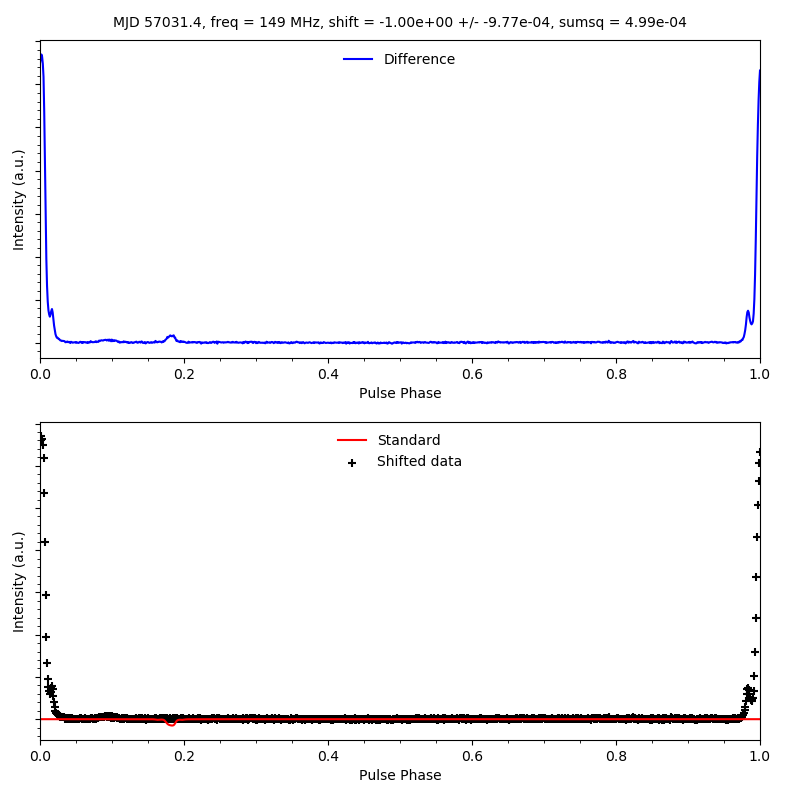 MJD 57031.4, freq = 149 MHz, shift = -1.00e+00 +/- -9.77e-04, sumsq = 4.99e-04
Difference
Intensity (a.u.)
0.0 0.2 0.4 0.6 0.8 1.0
Pulse Phase
Standard
Shifted data
Intensity (a.u.)
0.0 0.2 0.4 0.6 0.8 1.0
Pulse Phase